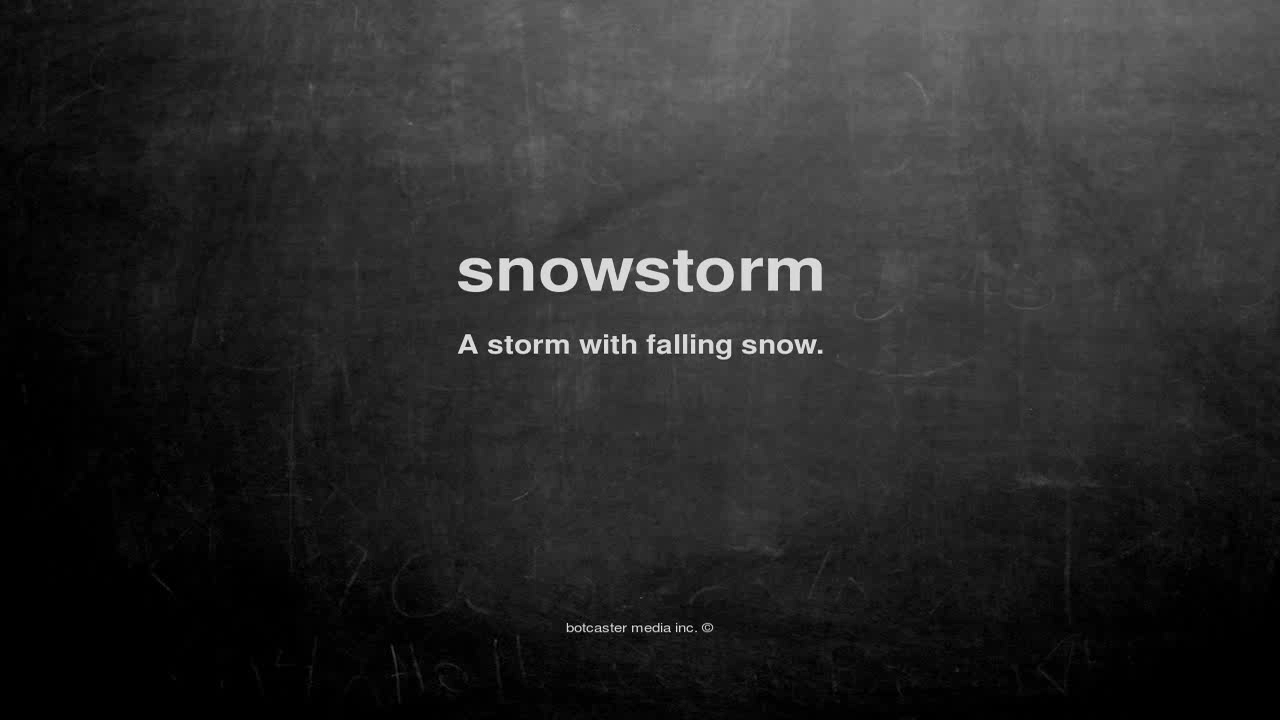 snowstorm
A storm with falling snow.
botcaster media inc. ©